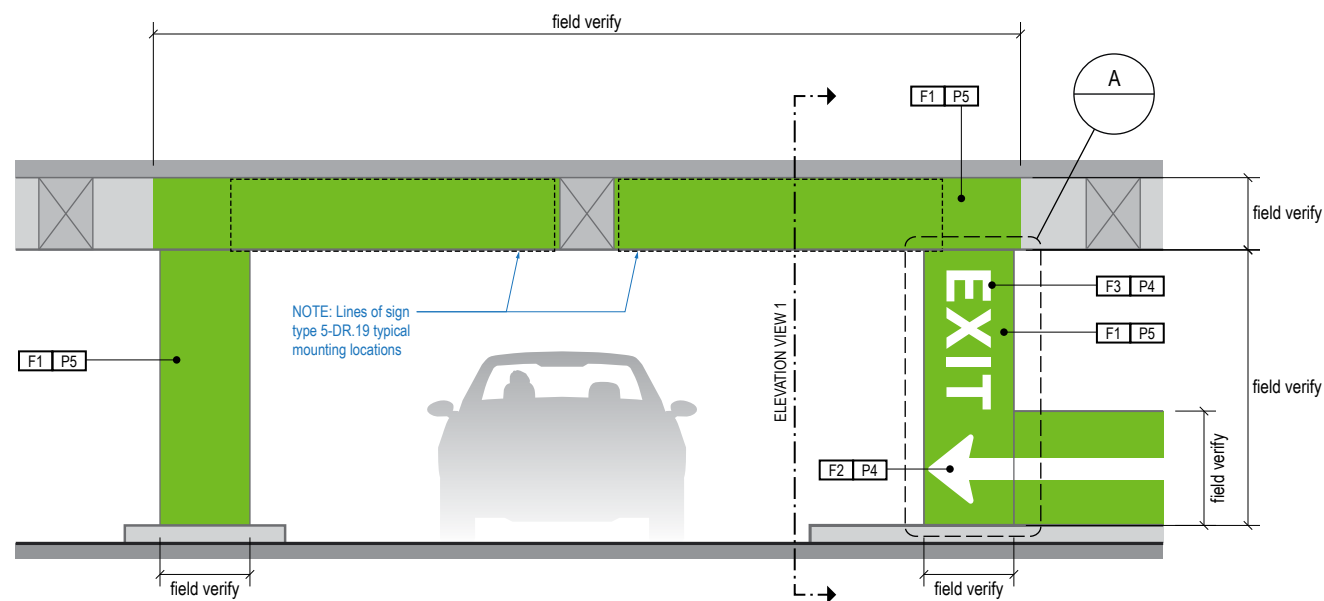 field verify
F1 P5
A
field verify
NOTE: Lines of sign
type 5-DR.19 typical
mounting locations
ELEVATION VIEW 1
EXIT
F3 P4
F1 P5
F1 P5
field verify
F2 P4
field verify
field verify
field verify